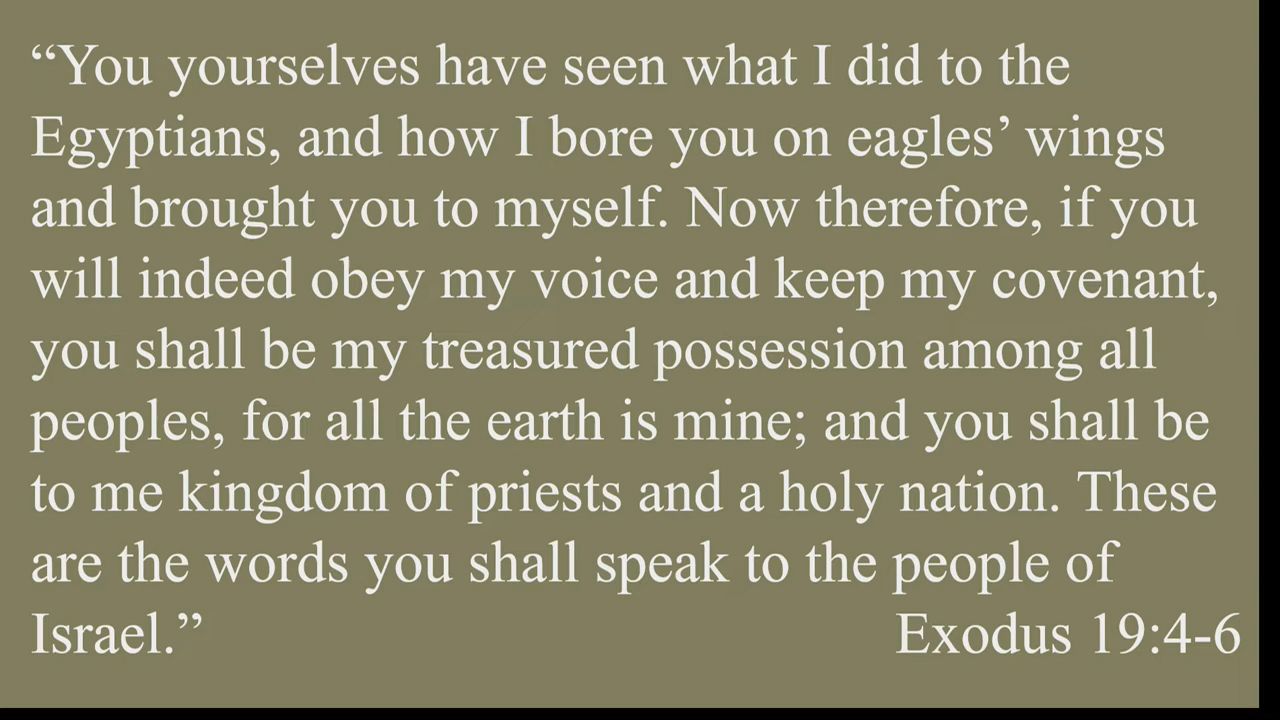 “You yourselves have seen what I did to the
Egyptians, and how I bore you on eagles’ wings
and brought you to myself. Now therefore, if you
will indeed obey my voice and keep my covenant,
you shall be my treasured possession among all
peoples, for all the earth is mine; and you shall be
to me kingdom of priests and a holy nation. These
are the words you shall speak to the people of
Israel.” Exodus 19:4-6